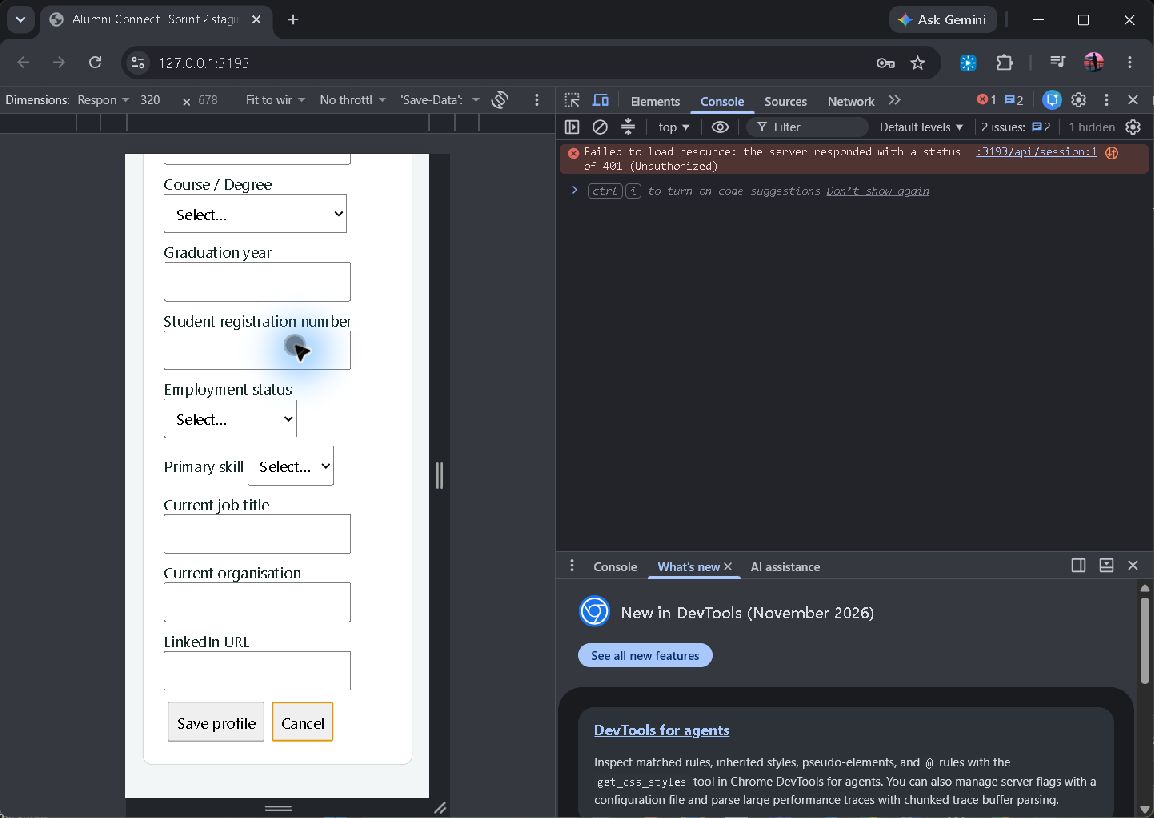 Alumni Connect - Sprint 2 stagi
Ask Gemini
127.0.0.1:3193
Dimensions: Respon 320 x 678 Fit to wir No throttl "Save-Data":
Elements Console Sources Network 1 2
top Filter Default levels 2 issues: 2 1 hidden
Failed to load resource: the server responded with a status :3193/api/session:1
of 401 (Unauthorized)
ctrl i to turn on code suggestions Don't show again
Course / Degree
Select...
Graduation year
Student registration number
Employment status
Select...
Primary skill Select...
Current job title
Current organisation
LinkedIn URL
Save profile Cancel
Console What's new AI assistance
New in DevTools (November 2026)
See all new features
DevTools for agents
Inspect matched rules, inherited styles, pseudo-elements, and @ rules with the
get_css_styles tool in Chrome DevTools for agents. You can also manage server flags with a
configuration file and parse large performance traces with chunked trace buffer parsing.